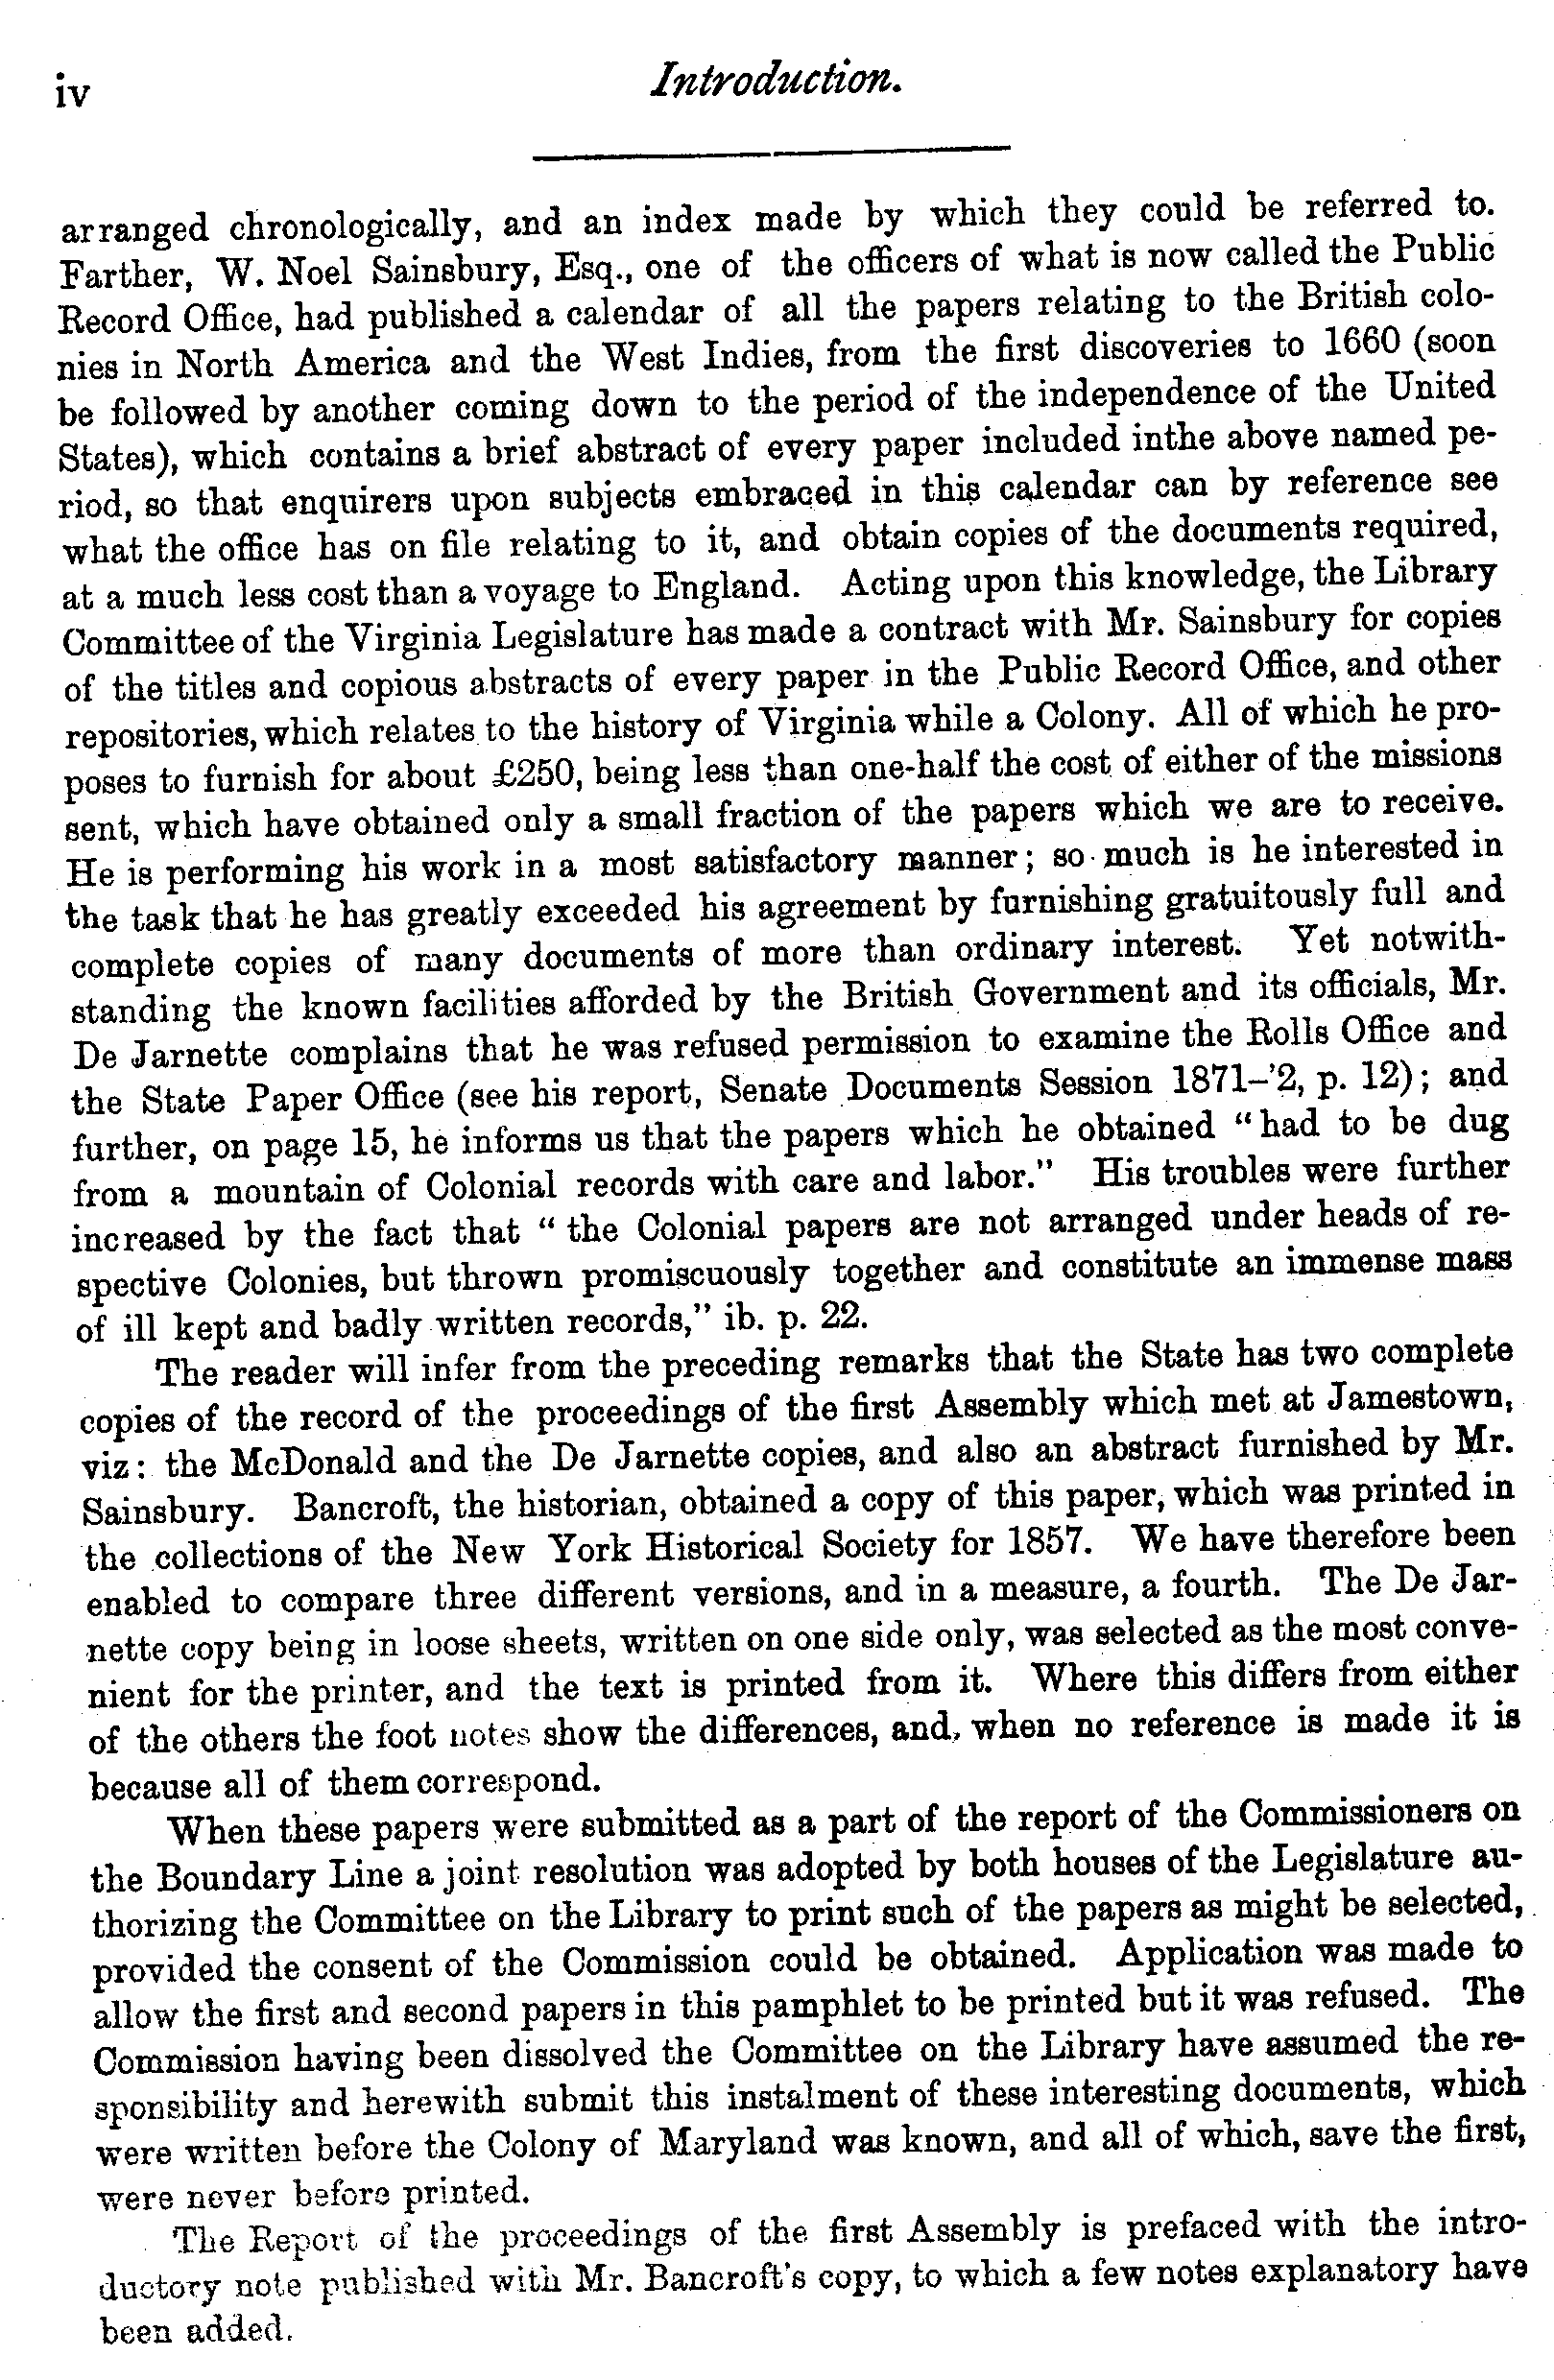 iv
Introduction.
arranged chronologically, and an index made by which they could be referred to.
Farther, W. Noel Sainsbury, Esq., one of the officers of what is now called the Public
Record Office, had published a calendar of all the papers relating to the British colo-
nies in North America and the West Indies, from the first discoveries to 1660 (soon
be followed by another coming down to the period of the independence of the United
States), which contains a brief abstract of every paper included inthe above named pe-
riod, so that enquirers upon subjects embraced in this calendar can by reference see
what the office has on file relating to it, and obtain copies of the documents required,
at a much less cost than a voyage to England. Acting upon this knowledge, the Library
Committee of the Virginia Legislature has made a contract with Mr. Sainsbury for copies
of the titles and copious abstracts of every paper in the Public Record Office, and other
repositories, which relates to the history of Virginia while a Colony. All of which he pro-
poses to furnish for about £250, being less than one-half the cost of either of the missions
sent, which have obtained only a small fraction of the papers which we are to receive.
He is performing his work in a most satisfactory manner; so much is he interested in
the task that he has greatly exceeded his agreement by furnishing gratuitously full and
complete copies of many documents of more than ordinary interest. Yet notwith-
standing the known facilities afforded by the British Government and its officials, Mr.
De Jarnette complains that he was refused permission to examine the Rolls Office and
the State Paper Office (see his report, Senate Documents Session 1871-'2, p. 12); and
further, on page 15, he informs us that the papers which he obtained "had to be dug
from a mountain of Colonial records with care and labor." His troubles were further
increased by the fact that "the Colonial papers are not arranged under heads of re-
spective Colonies, but thrown promiscuously together and constitute an immense mass
of ill kept and badly written records," ib. p. 22.
The reader will infer from the preceding remarks that the State has two complete
copies of the record of the proceedings of the first Assembly which met at Jamestown,
viz: the McDonald and the De Jarnette copies, and also an abstract furnished by Mr.
Sainsbury. Bancroft, the historian, obtained a copy of this paper, which was printed in
the collections of the New York Historical Society for 1857. We have therefore been
enabled to compare three different versions, and in a measure, a fourth. The De Jar-
nette copy being in loose sheets, written on one side only, was selected as the most conve-
nient for the printer, and the text is printed from it. Where this differs from either
of the others the foot notes show the differences, and, when no reference is made it is
because all of them correspond.
When these papers were submitted as a part of the report of the Commissioners on
the Boundary Line a joint resolution was adopted by both houses of the Legislature au-
thorizing the Committee on the Library to print such of the papers as might be selected,
provided the consent of the Commission could be obtained. Application was made to
allow the first and second papers in this pamphlet to be printed but it was refused. The
Commission having been dissolved the Committee on the Library have assumed the re-
sponsibility and herewith submit this instalment of these interesting documents, which
were written before the Colony of Maryland was known, and all of which, save the first,
were never before printed.
The Report of the proceedings of the first Assembly is prefaced with the intro-
ductory note published with Mr. Bancroft's copy, to which a few notes explanatory have
been added.